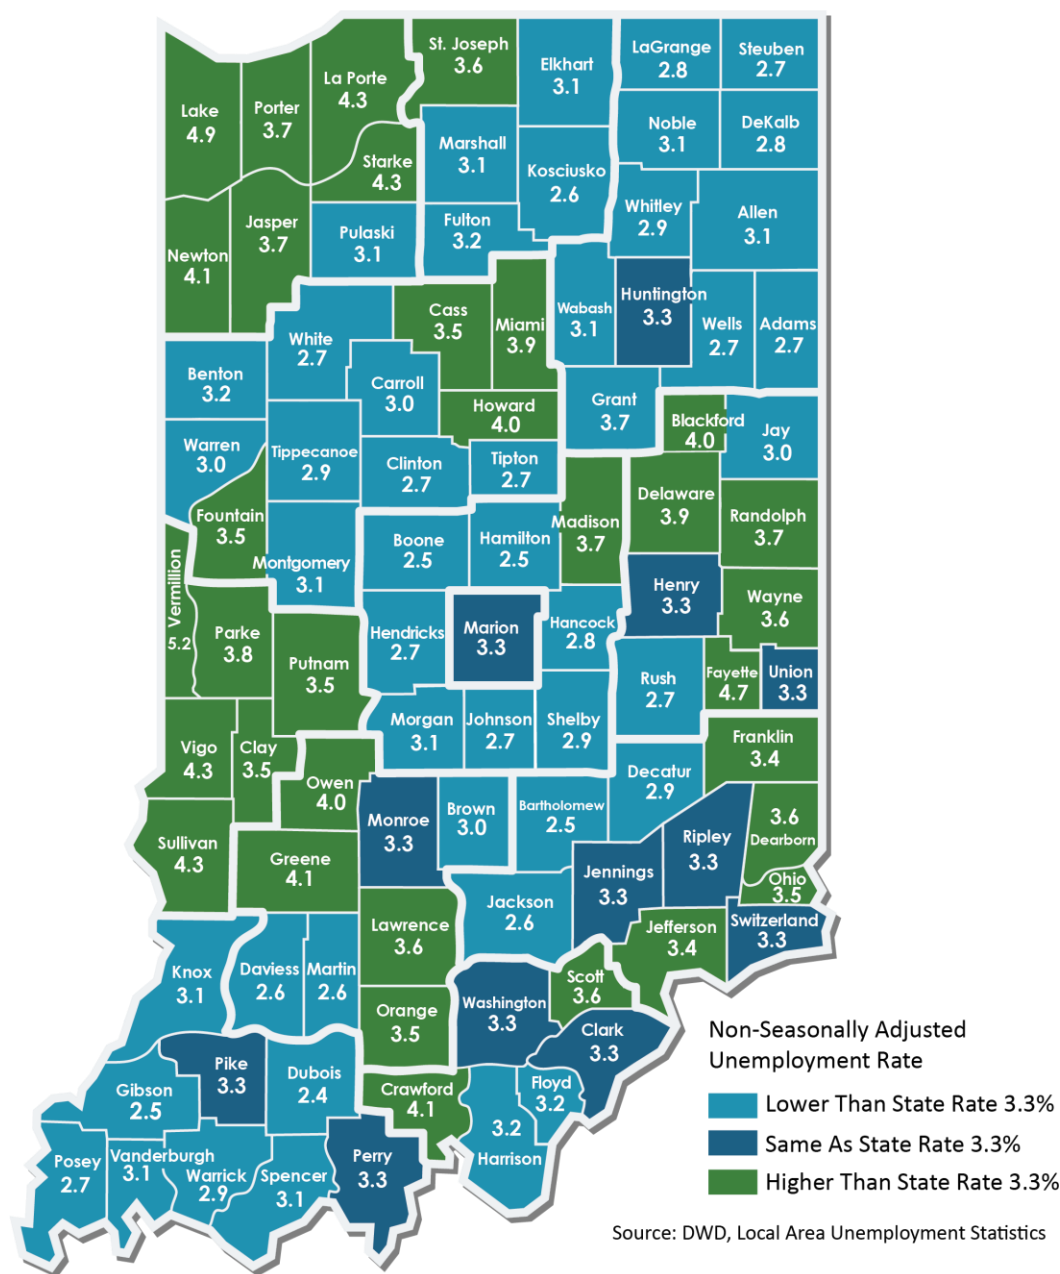 St. Joseph
3.6
Elkhart
3.1
LaGrange
2.8
Steuben
2.7
La Porte
4.3
Lake
4.9
Porter
3.7
Noble
3.1
DeKalb
2.8
Marshall
3.1
Starke
4.3
Kosciusko
2.6
Whitley
2.9
Allen
3.1
Jasper
3.7
Pulaski
3.1
Fulton
3.2
Newton
4.1
Huntington
3.3
Wabash
3.1
Cass
3.5
Miami
3.9
Wells
2.7
Adams
2.7
White
2.7
Benton
3.2
Carroll
3.0
Grant
3.7
Howard
4.0
Blackford
4.0
Jay
3.0
Warren
3.0
Tippecanoe
2.9
Clinton
2.7
Tipton
2.7
Delaware
3.9
Fountain
3.5
Randolph
3.7
Madison
3.7
Boone
2.5
Hamilton
2.5
Montgomery
3.1
Vermillion
5.2
Henry
3.3
Wayne
3.6
Parke
3.8
Hendricks
2.7
Marion
3.3
Hancock
2.8
Putnam
3.5
Rush
2.7
Fayette
4.7
Union
3.3
Morgan
3.1
Johnson
2.7
Shelby
2.9
Franklin
3.4
Vigo
4.3
Clay
3.5
Decatur
2.9
Owen
4.0
Brown
3.0
Bartholomew
2.5
Monroe
3.3
3.6
Dearborn
Ripley
3.3
Sullivan
4.3
Greene
4.1
Jennings
3.3
Ohio
3.5
Jackson
2.6
Switzerland
3.3
Lawrence
3.6
Jefferson
3.4
Knox
3.1
Daviess
2.6
Martin
2.6
Scott
3.6
Washington
3.3
Orange
3.5
Clark
3.3
Pike
3.3
Dubois
2.4
Gibson
2.5
Crawford
4.1
Floyd
3.2
3.2
Harrison
Posey
2.7
Vanderburgh
3.1
Warrick
2.9
Spencer
3.1
Perry
3.3
Non-Seasonally Adjusted
Unemployment Rate
Lower Than State Rate 3.3%
Same As State Rate 3.3%
Higher Than State Rate 3.3%
Source: DWD, Local Area Unemployment Statistics